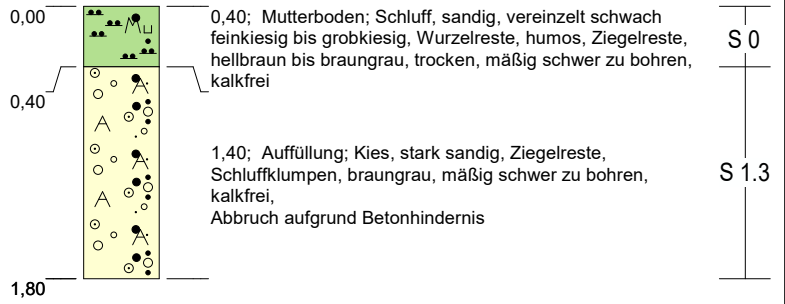 0,00
0,40; Mutterboden; Schluff, sandig, vereinzelt schwach
feinkiesig bis grobkiesig, Wurzelreste, humos, Ziegelreste,
hellbraun bis braungrau, trocken, mäßig schwer zu bohren,
kalkfrei
S 0
0,40
1,40; Auffüllung; Kies, stark sandig, Ziegelreste,
Schluffklumpen, braungrau, mäßig schwer zu bohren,
kalkfrei,
Abbruch aufgrund Betonhindernis
S 1.3
1,80
Mu
A
A
A
A
A